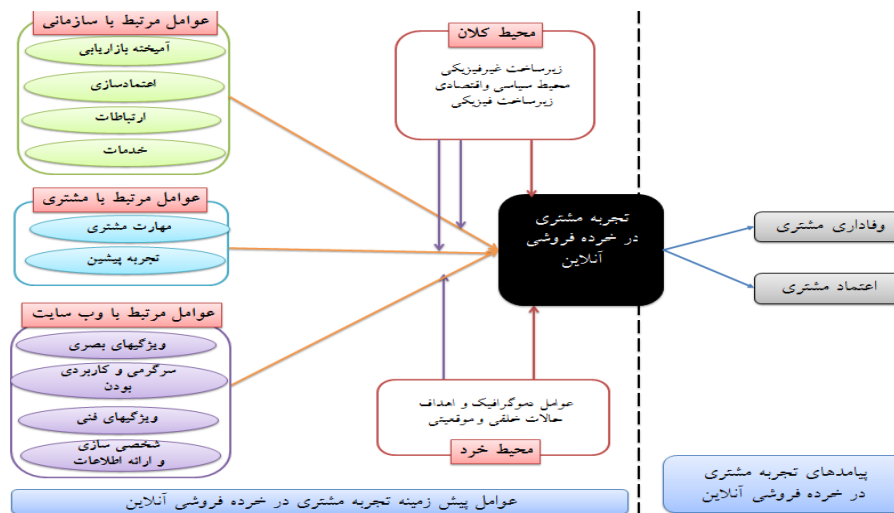 عوامل مرتبط با سازمانی
آمیخته بازاریابی
اعتمادسازی
ارتباطات
خدمات
عوامل مرتبط با مشتری
مهارت مشتری
تجربه پیشین
عوامل مرتبط با وب سایت
ویژگیهای بصری
سرگرمی و کاربردی
بودن
ویژگیهای فنی
شخصی سازی
و ارائه اطلاعات
محیط کلان
زیرساخت غیرفیزیکی
محیط سیاسی واقتصادی
زیرساخت فیزیکی
تجربه مشتری
در خرده فروشی
آنلاین
عوامل دموگرافیک و اهداف
حالات خلقی و موقعیتی
محیط خرد
وفاداری مشتری
اعتماد مشتری
عوامل پیش زمینه تجربه مشتری در خرده فروشی آنلاین
پیامدهای تجربه مشتری
در خرده فروشی آنلاین